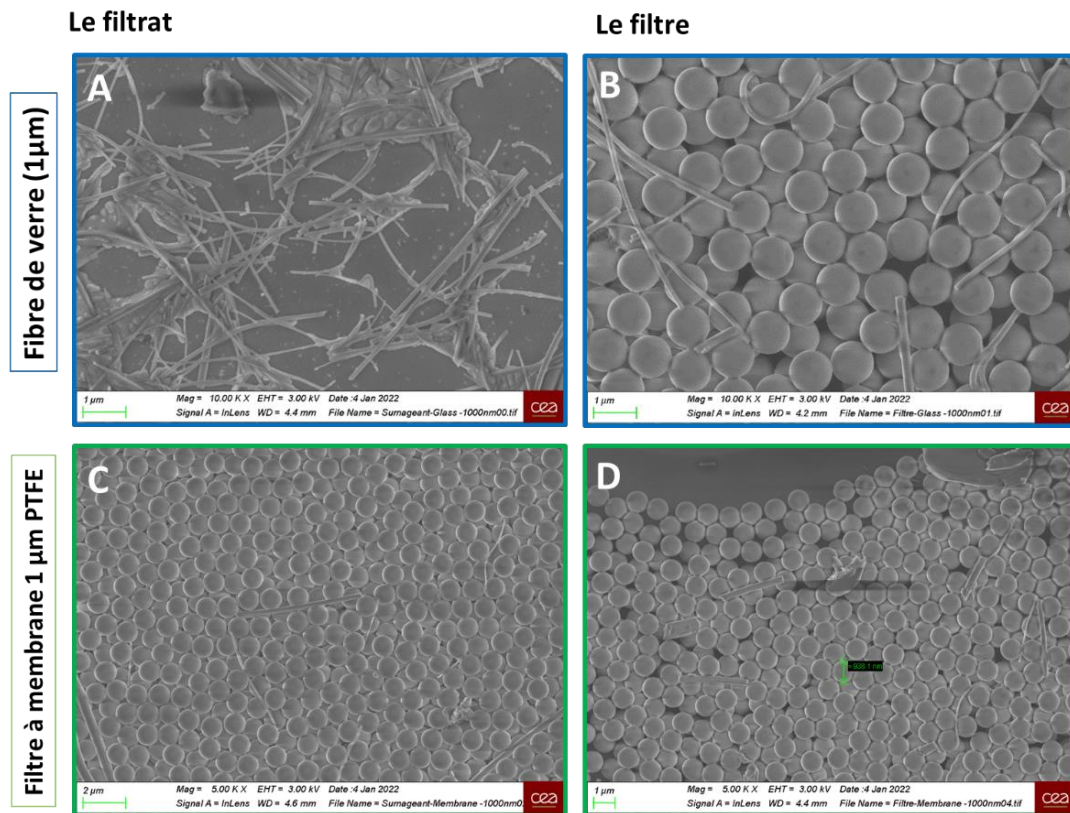 Le filtrat
Le filtre
Fibre de verre (1µm)
A
1 µm
Mag = 10.00 K X EHT = 3.00 kV Date :4 Jan 2022
Signal A = InLens WD = 4.4 mm File Name = Surnageant-Glass -1000nm00.tif
cea
B
1 µm
Mag = 10.00 K X EHT = 3.00 kV Date :4 Jan 2022
Signal A = InLens WD = 4.2 mm File Name = Filtre-Glass -1000nm01.tif
cea
Filtre à membrane 1 µm PTFE
C
2 µm
Mag = 5.00 K X EHT = 3.00 kV Date :4 Jan 2022
Signal A = InLens WD = 4.6 mm File Name = Surnageant-Membrane -1000nm0
cea
D
= 938.1 nm
1 µm
Mag = 5.00 K X EHT = 3.00 kV Date :4 Jan 2022
Signal A = InLens WD = 4.4 mm File Name = Filtre-Membrane -1000nm04.tif
cea